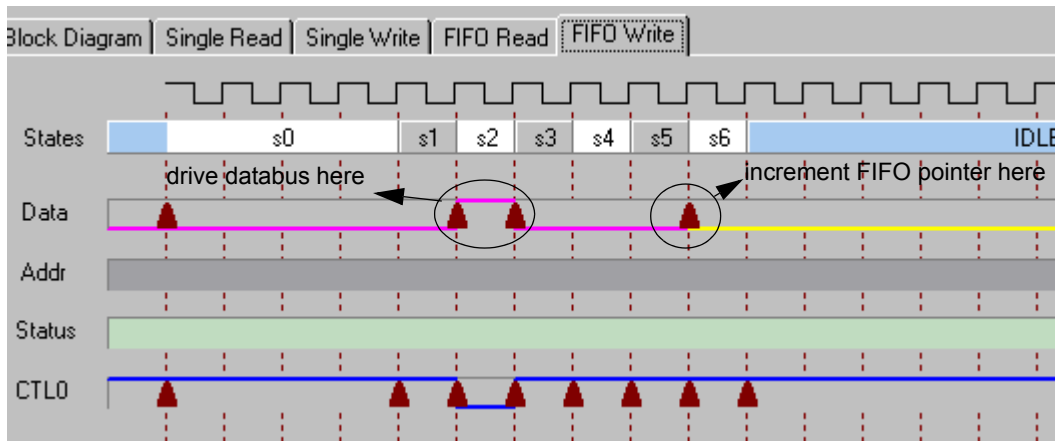 Block Diagram Single Read Single Write FIFO Read FIFO Write
States s0 s1 s2 s3 s4 s5 s6 IDLE
drive databus here increment FIFO pointer here
Data
Addr
Status
CTL0